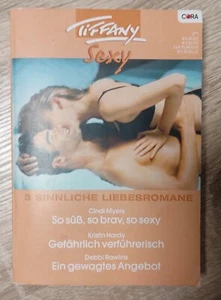 CORA
Tiffany
Sexy
3 SINNLICHE LIEBESROMANE
Cindi Myers
So süß, so brav, so sexy
Kristin Hardy
Gefährlich verführerisch
Debbi Rawlins
Ein gewagtes Angebot